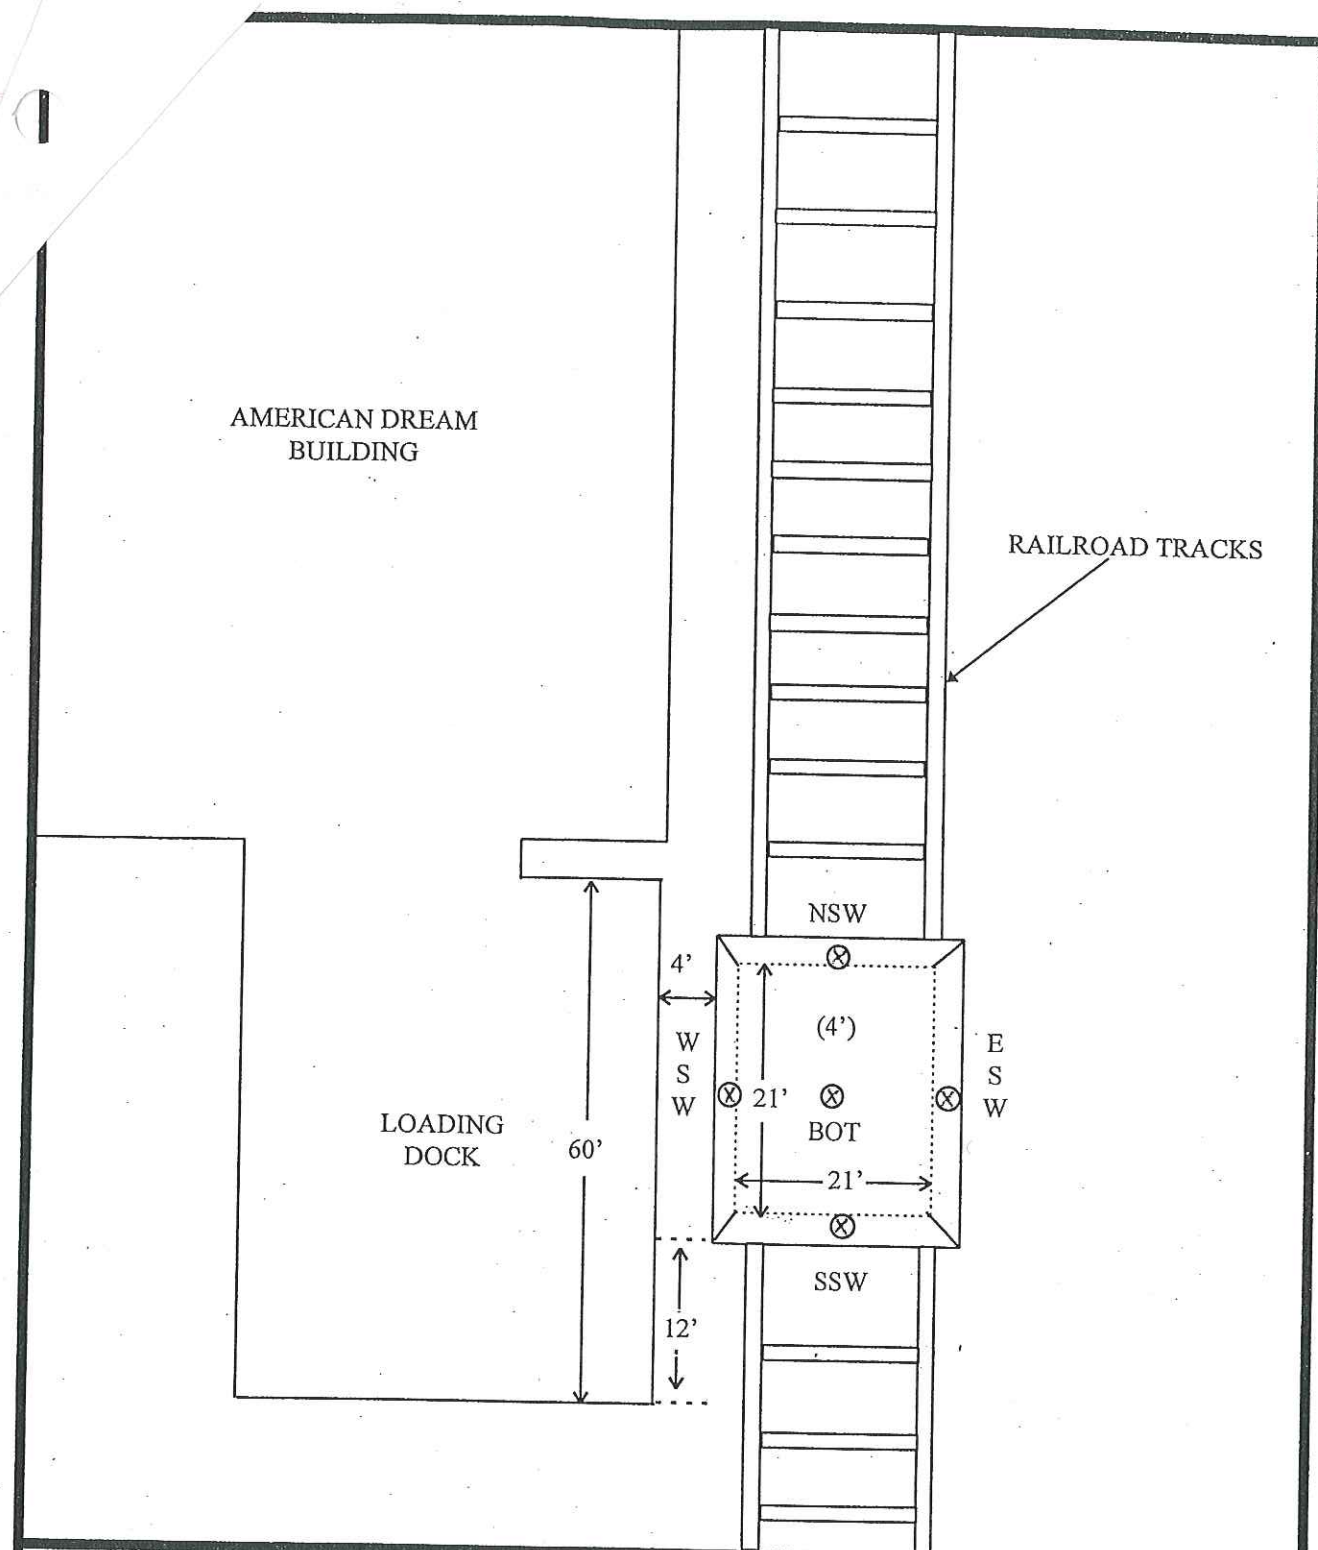 AMERICAN DREAM
BUILDING
RAILROAD TRACKS
NSW
4'
(4')
W
S
W
E
S
W
21'
BOT
LOADING
DOCK
60'
21'
SSW
12'